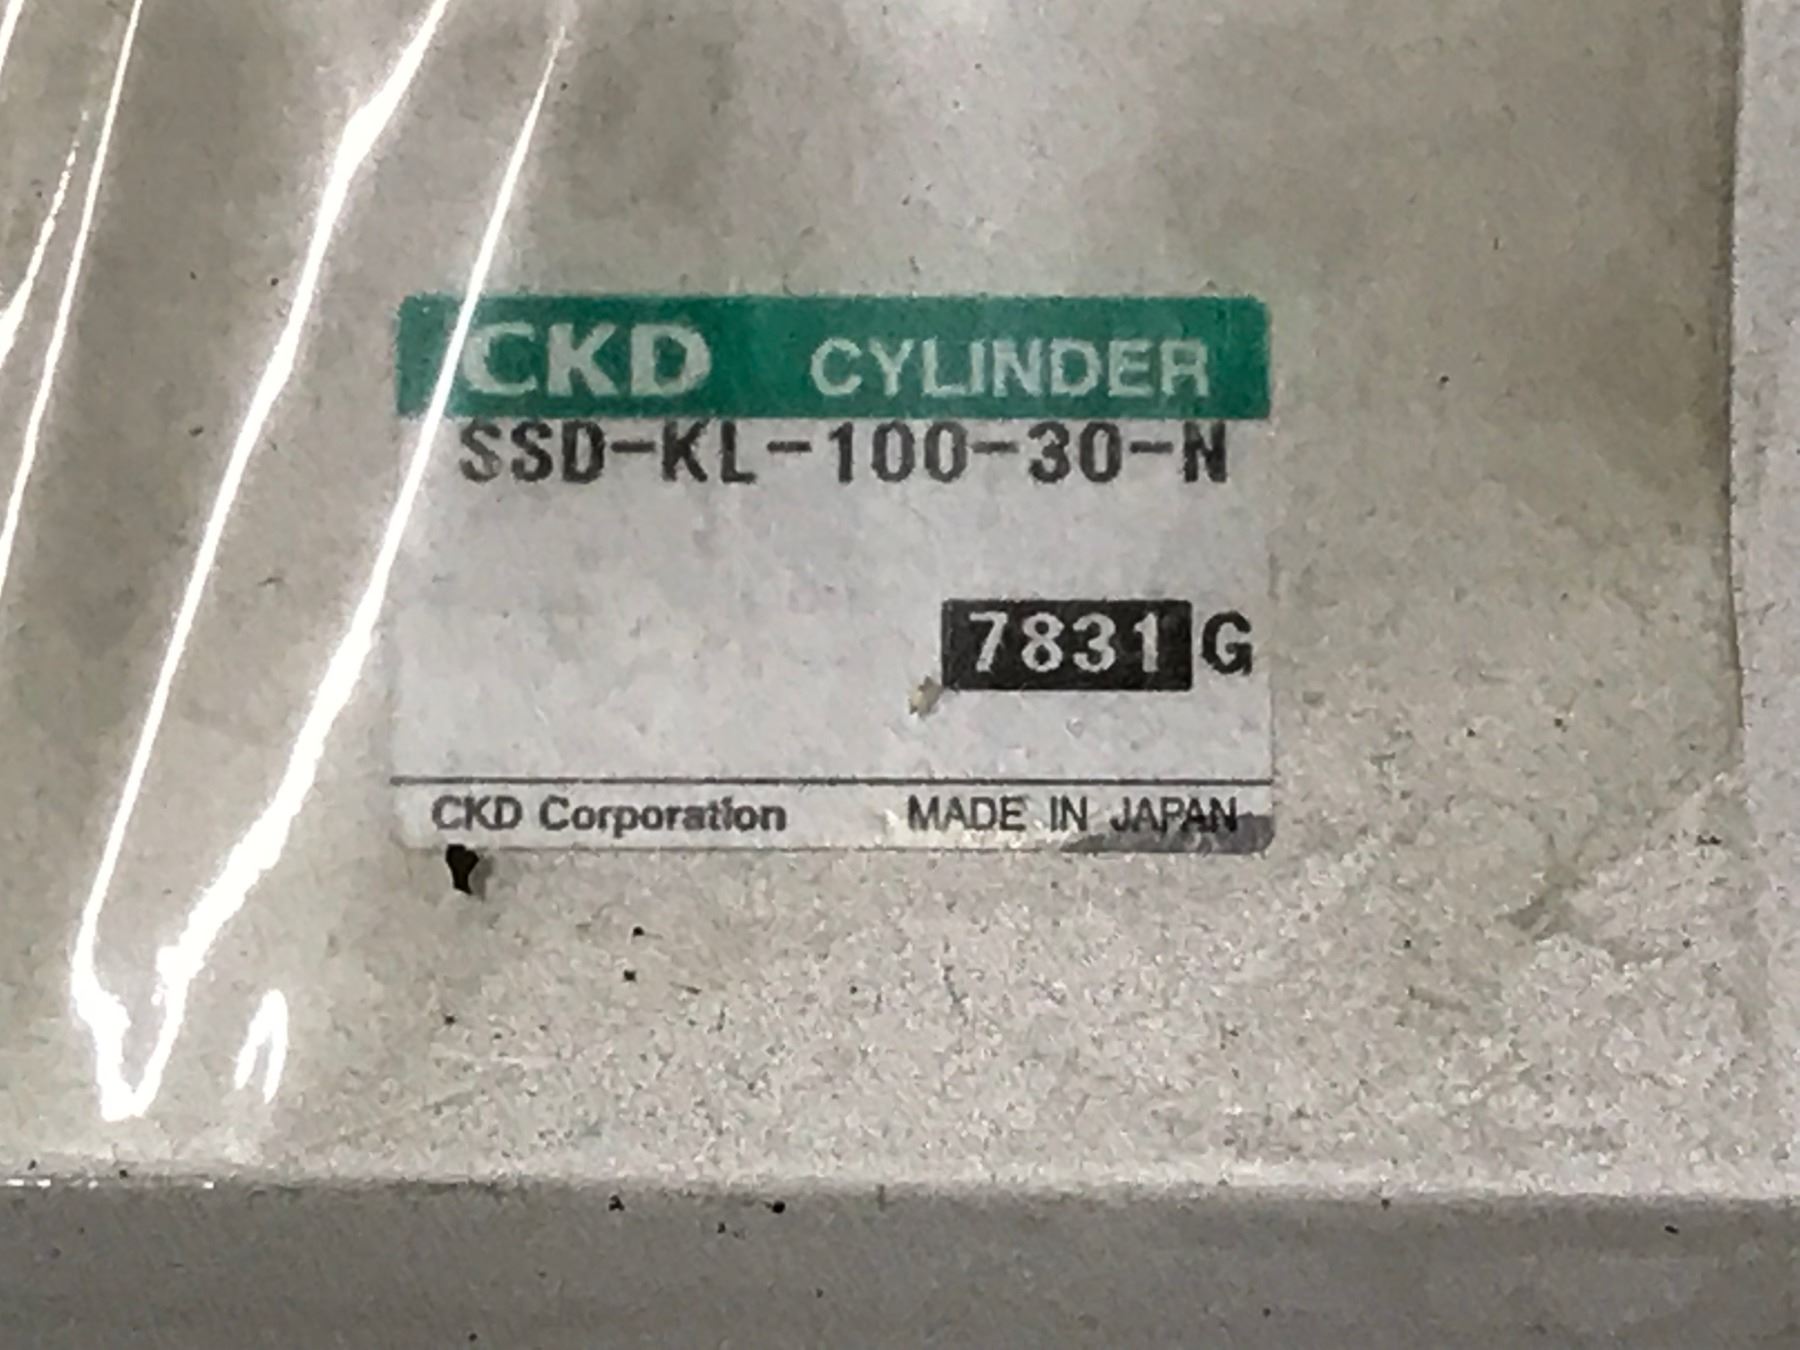 CKD CYLINDER
SSD-KL-100-30-N
7831 G
CKD Corporation MADE IN JAPAN